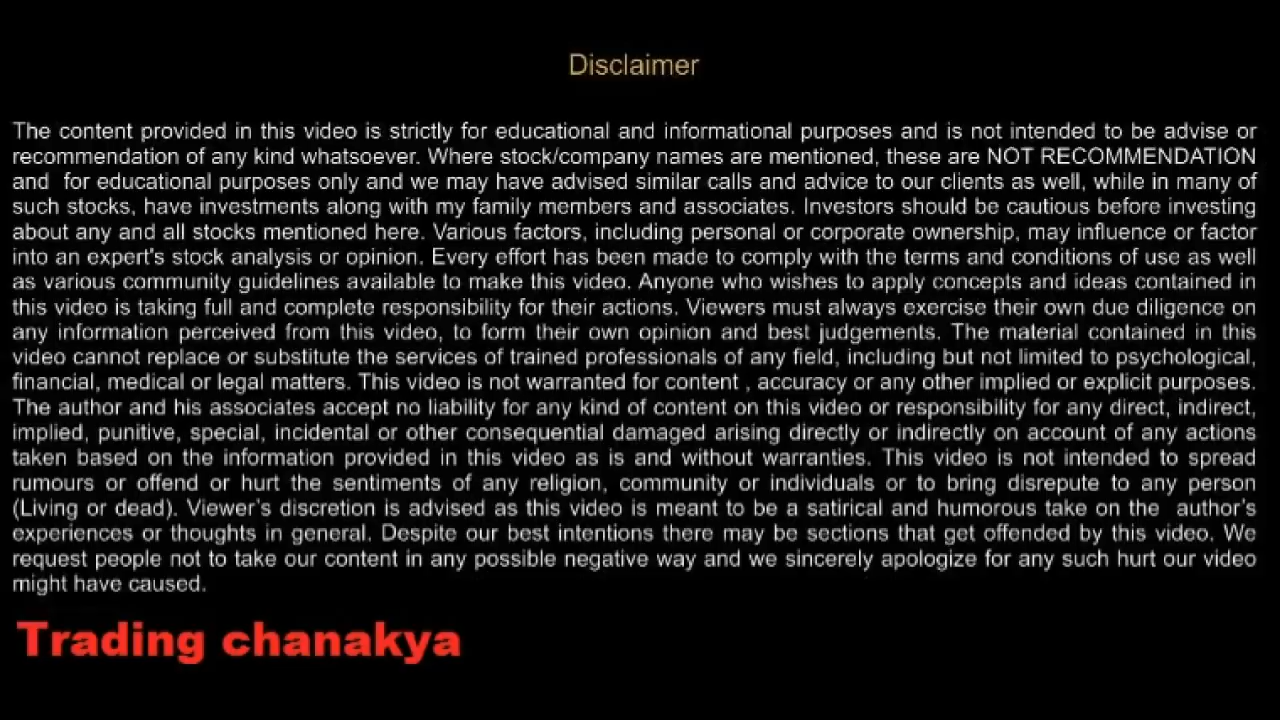 Disclaimer
The content provided in this video is strictly for educational and informational purposes and is not intended to be advise or
recommendation of any kind whatsoever. Where stock/company names are mentioned, these are NOT RECOMMENDATION
and for educational purposes only and we may have advised similar calls and advice to our clients as well, while in many of
such stocks, have investments along with my family members and associates. Investors should be cautious before investing
about any and all stocks mentioned here. Various factors, including personal or corporate ownership, may influence or factor
into an expert's stock analysis or opinion. Every effort has been made to comply with the terms and conditions of use as well
as various community guidelines available to make this video. Anyone who wishes to apply concepts and ideas contained in
this video is taking full and complete responsibility for their actions. Viewers must always exercise their own due diligence on
any information perceived from this video, to form their own opinion and best judgements. The material contained in this
video cannot replace or substitute the services of trained professionals of any field, including but not limited to psychological,
financial, medical or legal matters. This video is not warranted for content , accuracy or any other implied or explicit purposes.
The author and his associates accept no liability for any kind of content on this video or responsibility for any direct, indirect,
implied, punitive, special, incidental or other consequential damaged arising directly or indirectly on account of any actions
taken based on the information provided in this video as is and without warranties. This video is not intended to spread
rumours or offend or hurt the sentiments of any religion, community or individuals or to bring disrepute to any person
(Living or dead). Viewer's discretion is advised as this video is meant to be a satirical and humorous take on the author's
experiences or thoughts in general. Despite our best intentions there may be sections that get offended by this video. We
request people not to take our content in any possible negative way and we sincerely apologize for any such hurt our video
might have caused.
Trading chanakya